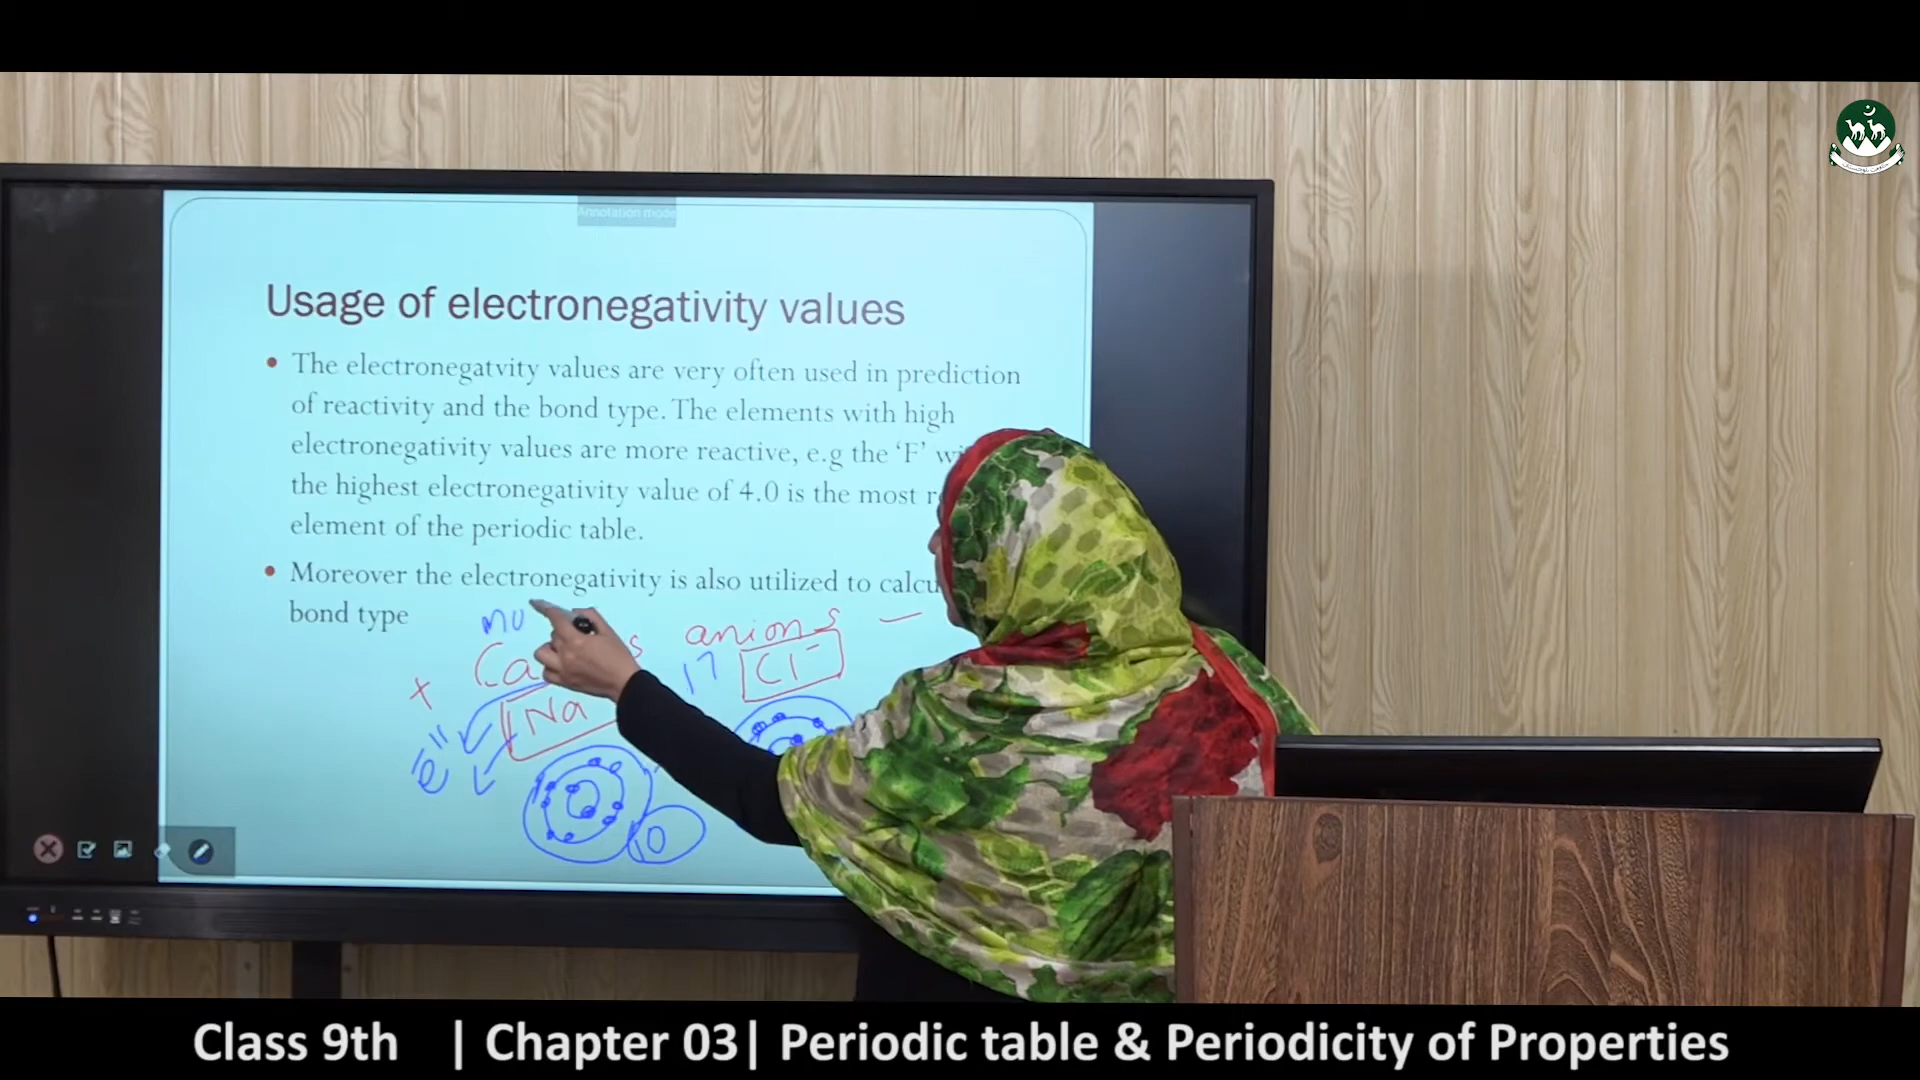 Annotation mode
Usage of electronegativity values
• The electronegatvity values are very often used in prediction
of reactivity and the bond type. The elements with high
electronegativity values are more reactive, e.g the ‘F’
the highest electronegativity value of 4.0 is the most
element of the periodic table.
• Moreover the electronegativity is also utilized to
bond type
anions −
17 Cl⁻
+
Na
10
Class 9th | Chapter 03| Periodic table & Periodicity of Properties